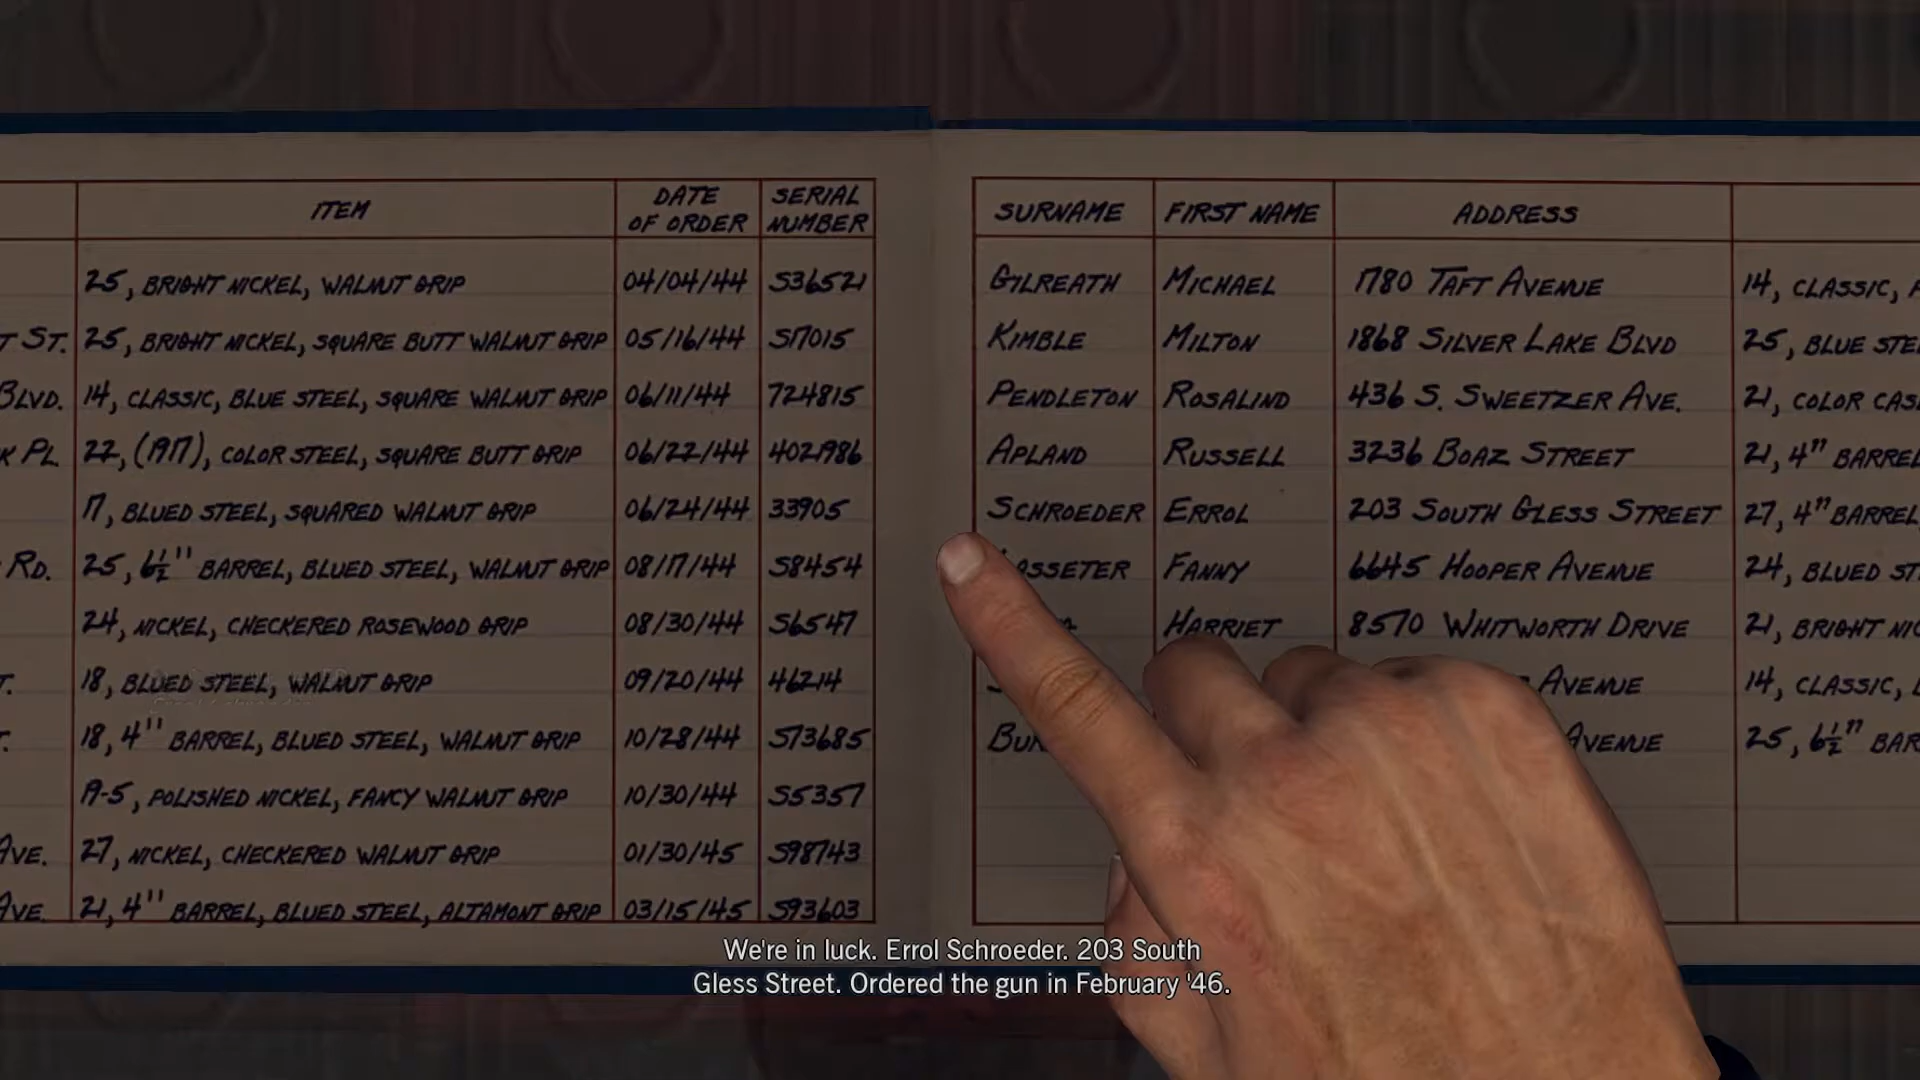 ITEM DATE OF ORDER SERIAL NUMBER
25, BRIGHT NICKEL, WALNUT GRIP 04/04/44 S36521
ST. 25, BRIGHT NICKEL, SQUARE BUTT WALNUT GRIP 05/16/44 S17015
BLVD. 14, CLASSIC, BLUE STEEL, SQUARE WALNUT GRIP 06/11/44 724815
PL 22, (1917), COLOR STEEL, SQUARE BUTT GRIP 06/22/44 402986
17, BLUED STEEL, SQUARED WALNUT GRIP 06/24/44 33905
RD. 25, 6½" BARREL, BLUED STEEL, WALNUT GRIP 08/17/44 S8454
24, NICKEL, CHECKERED ROSEWOOD GRIP 08/30/44 S6547
18, BLUED STEEL, WALNUT GRIP 09/20/44 46214
18, 4" BARREL, BLUED STEEL, WALNUT GRIP 10/28/44 S73685
A-5, POLISHED NICKEL, FANCY WALNUT GRIP 10/30/44 S5357
AVE. 27, NICKEL, CHECKERED WALNUT GRIP 01/30/45 S98743
AVE. 21, 4" BARREL, BLUED STEEL, ALTAMONT GRIP 03/15/45 S93603
SURNAME FIRST NAME ADDRESS
GILREATH MICHAEL 1780 TAFT AVENUE 14, CLASSIC,
KIMBLE MILTON 1868 SILVER LAKE BLVD 25, BLUE STE
PENDLETON ROSALIND 436 S. SWEETZER AVE. 21, COLOR CAS
APLAND RUSSELL 3236 BOAZ STREET 21, 4" BARREL
SCHROEDER ERROL 203 SOUTH GLESS STREET 27, 4" BARREL
ASSETER FANNY 6645 HOOPER AVENUE 24, BLUED ST
HARRIET 8570 WHITWORTH DRIVE 21, BRIGHT NIC
AVENUE 14, CLASSIC,
BUR AVENUE 25, 6½" BAR
We're in luck. Errol Schroeder. 203 South
Gless Street. Ordered the gun in February '46.